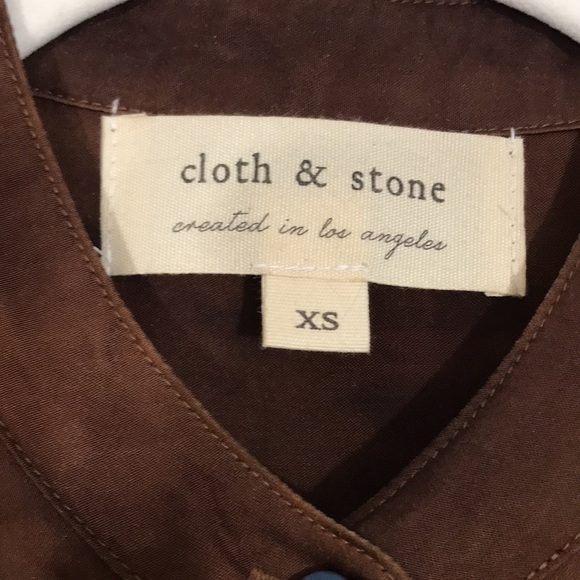 cloth & stone
created in los angeles
XS